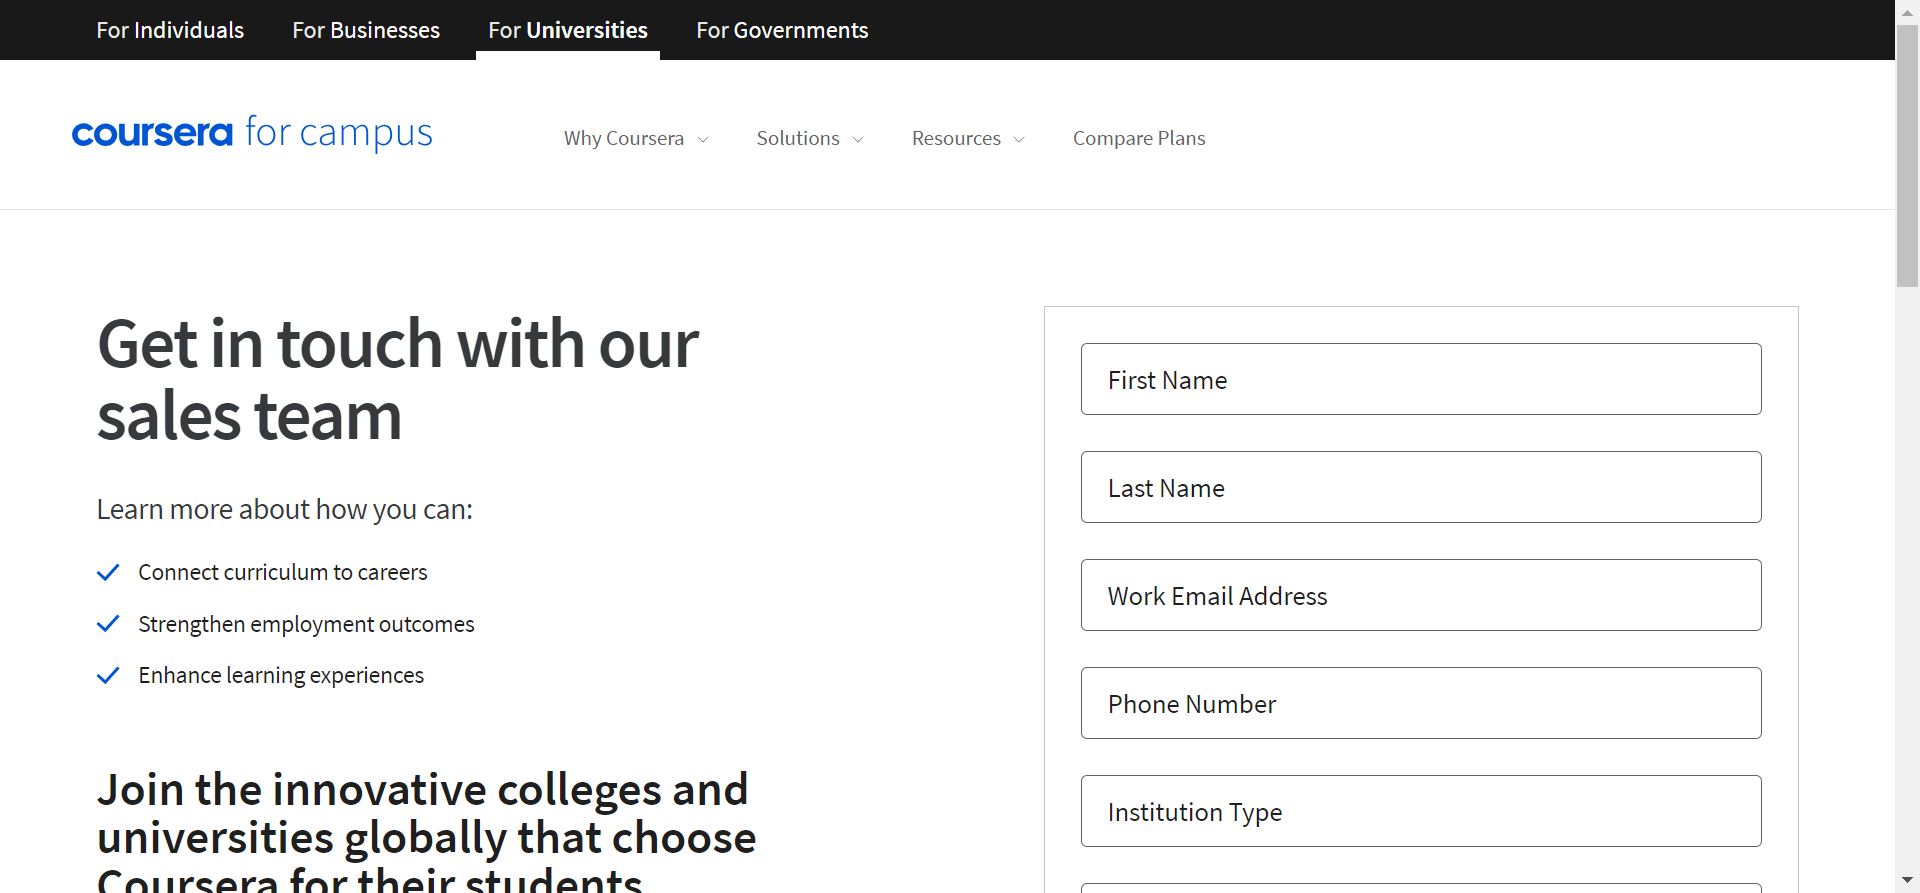 For Individuals
For Businesses
For Universities
For Governments
coursera for campus
Why Coursera
Solutions
Resources
Compare Plans
Get in touch with our
sales team
Learn more about how you can:
Connect curriculum to careers
Strengthen employment outcomes
Enhance learning experiences
Join the innovative colleges and
universities globally that choose
Coursera for their students
First Name
Last Name
Work Email Address
Phone Number
Institution Type